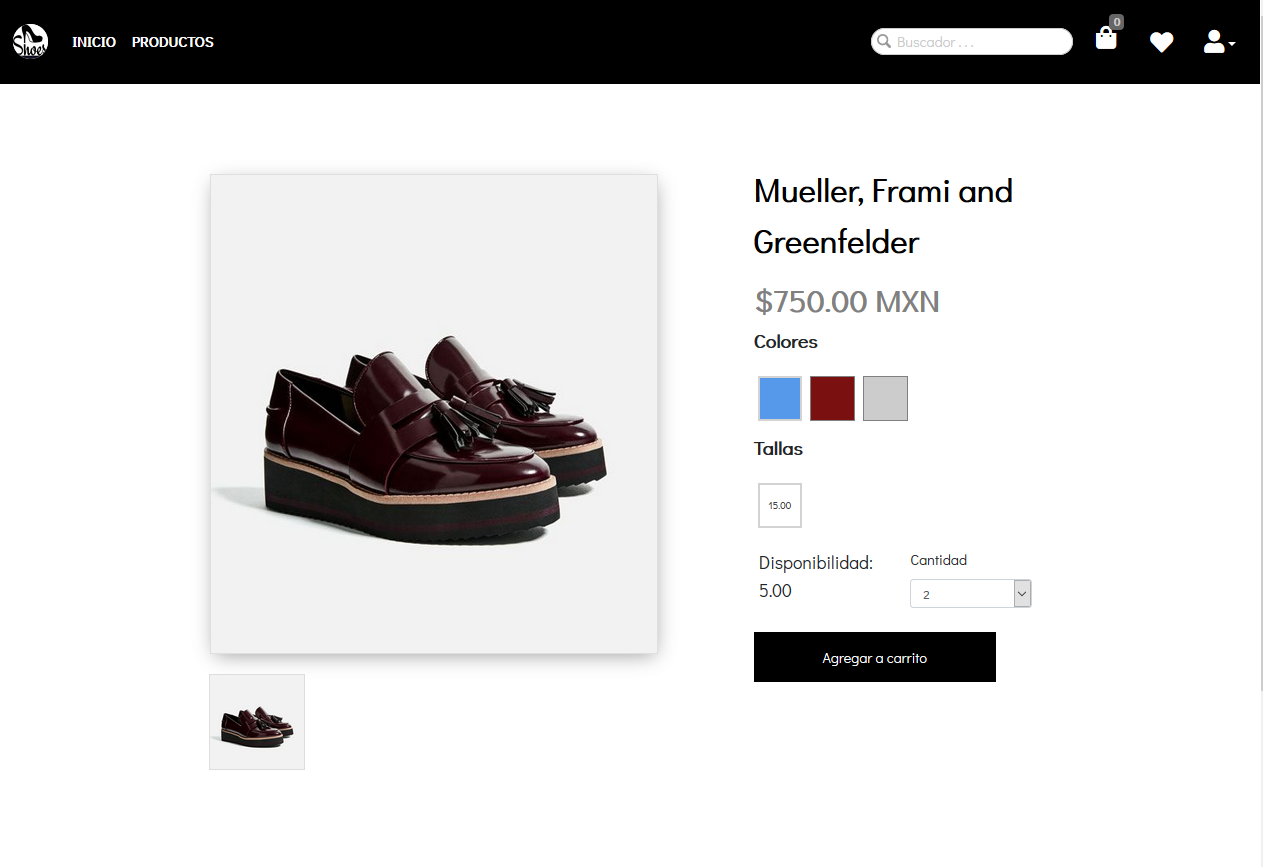 Shoes
INICIO PRODUCTOS
Buscador . . .
0
Mueller, Frami and
Greenfelder
$750.00 MXN
Colores
Tallas
15.00
Disponibilidad:
5.00
Cantidad
2
Agregar a carrito